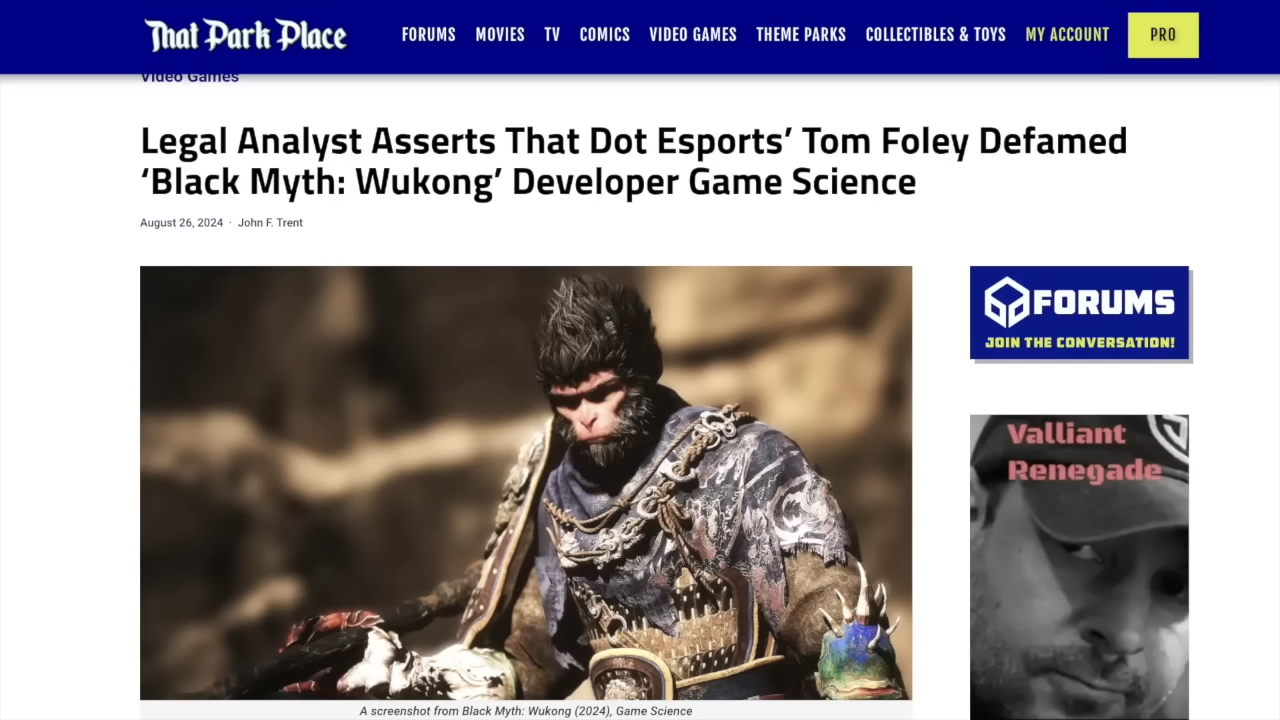 That Park Place
FORUMS MOVIES TV COMICS VIDEO GAMES THEME PARKS COLLECTIBLES & TOYS MY ACCOUNT PRO
Video Games
Legal Analyst Asserts That Dot Esports’ Tom Foley Defamed
‘Black Myth: Wukong’ Developer Game Science
August 26, 2024 · John F. Trent
FORUMS
JOIN THE CONVERSATION!
Valliant
Renegade
A screenshot from Black Myth: Wukong (2024), Game Science